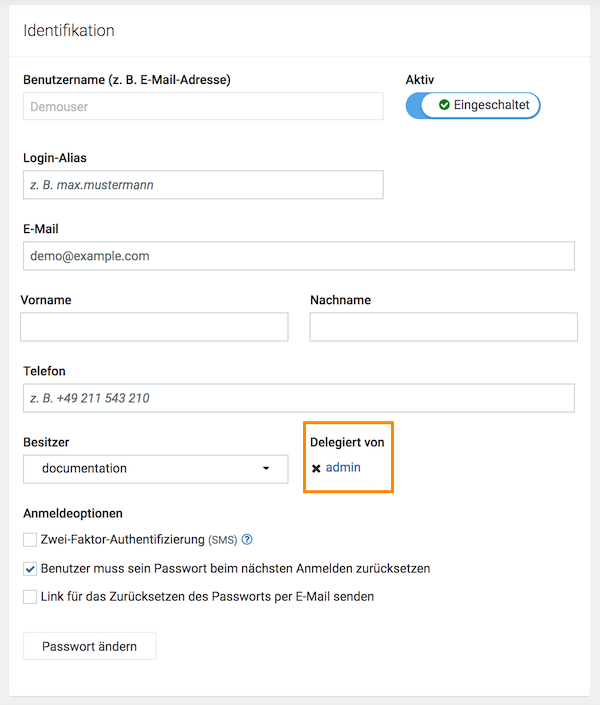 Identifikation
Benutzername (z. B. E-Mail-Adresse)
Aktiv
Demouser
Eingeschaltet
Login-Alias
z. B. max.mustermann
E-Mail
demo@example.com
Vorname
Nachname
Telefon
z. B. +49 211 543 210
Besitzer
Delegiert von
documentation
admin
Anmeldeoptionen
Zwei-Faktor-Authentifizierung (SMS) ?
Benutzer muss sein Passwort beim nächsten Anmelden zurücksetzen
Link für das Zurücksetzen des Passworts per E-Mail senden
Passwort ändern